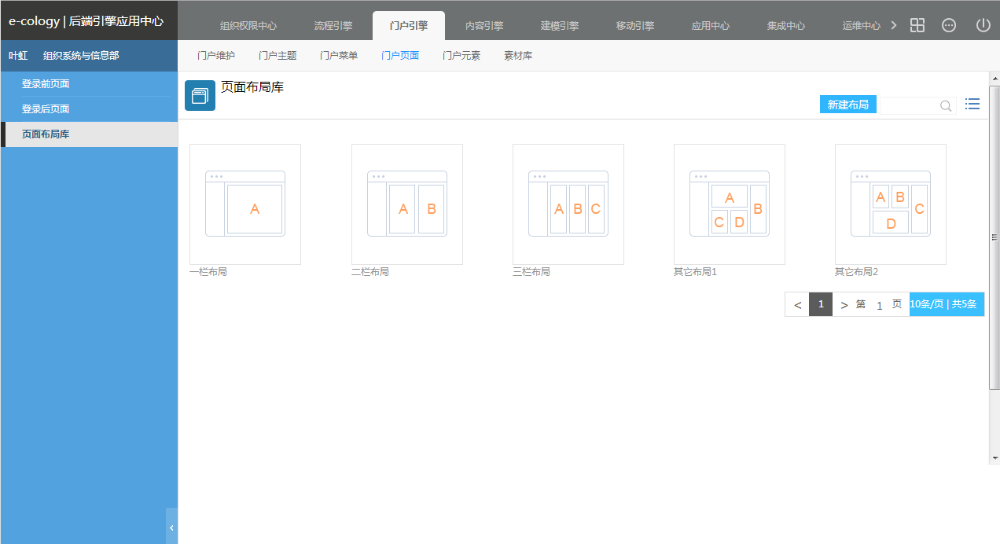 e-cology | 后端引擎应用中心
组织权限中心 流程引擎 门户引擎 内容引擎 建模引擎 移动引擎 应用中心 集成中心 运维中心
叶虹 组织系统与信息部
门户维护 门户主题 门户菜单 门户页面 门户元素 素材库
登录前页面
登录后页面
页面布局库
页面布局库
新建布局
A
A B
A B C
A B C D
A B C D
一栏布局 二栏布局 三栏布局 其它布局1 其它布局2
< 1 > 第 1 页 10条/页 | 共5条